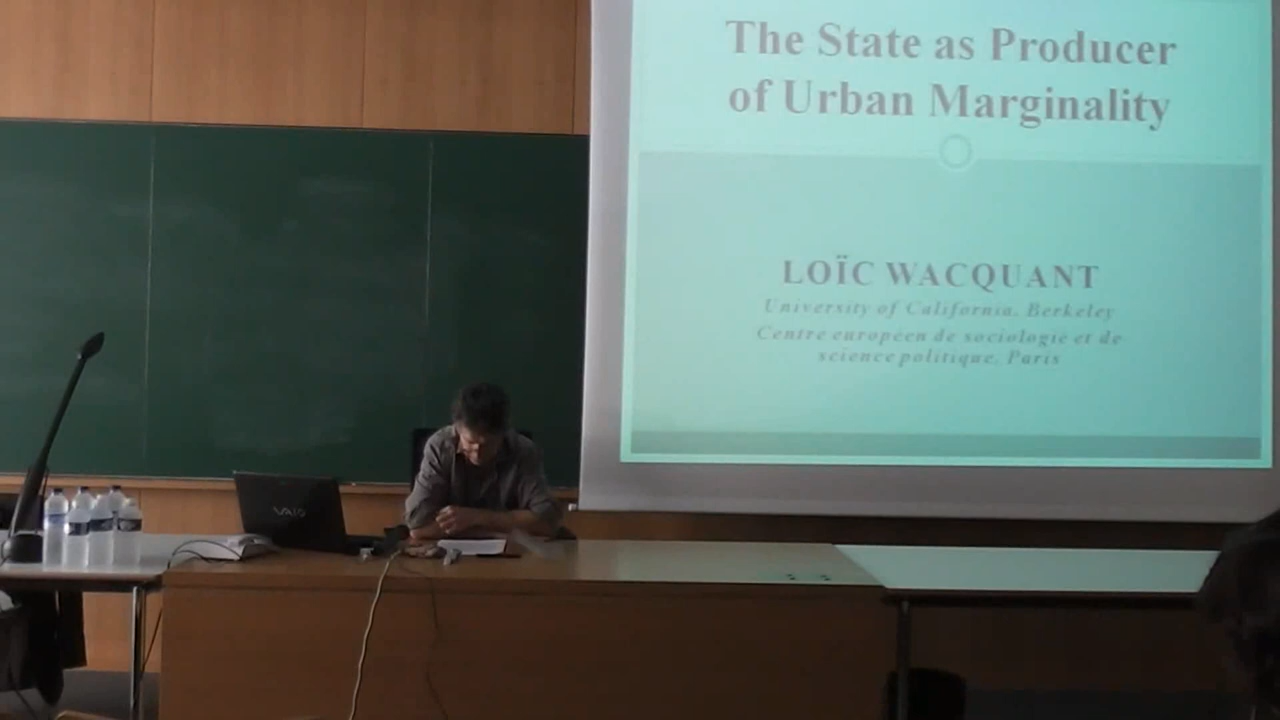 The State as Producer
of Urban Marginality
LOÏC WACQUANT
University of California, Berkeley
Centre européen de sociologie et de
science politique, Paris
VAIO